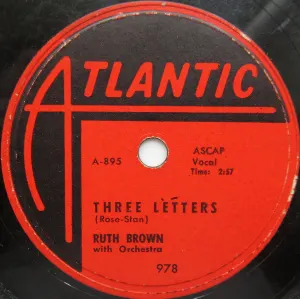 ATLANTIC
A-895
ASCAP
Vocal
Time: 2:57
THREE LETTERS
(Rose-Stan)
RUTH BROWN
with Orchestra
978